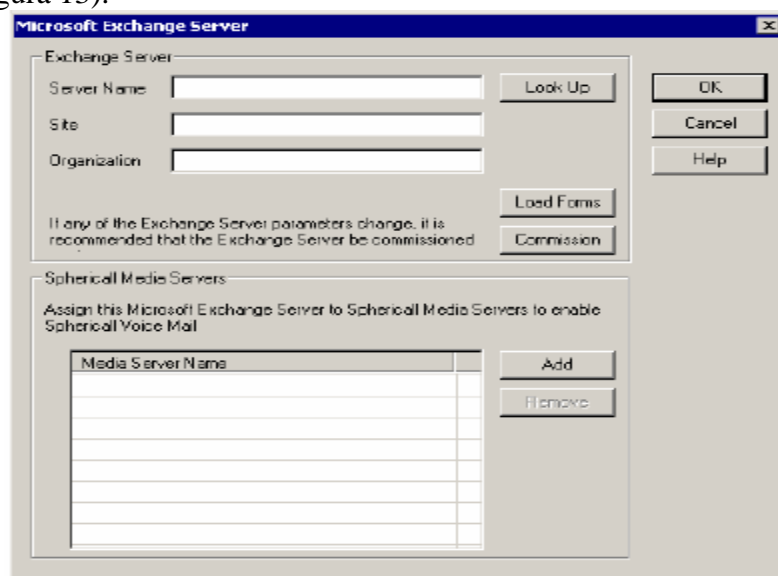 gura 15).
Microsoft Exchange Server
Exchange Server
Server Name
Look Up
OK
Site
Cancel
Organization
Help
Load Forms
If any of the Exchange Server parameters change, it is
recommended that the Exchange Server be commissioned
Commission
Sphericall Media Servers
Assign this Microsoft Exchange Server to Sphericall Media Servers to enable
Sphericall Voice Mail
Media Server Name
Add
Remove